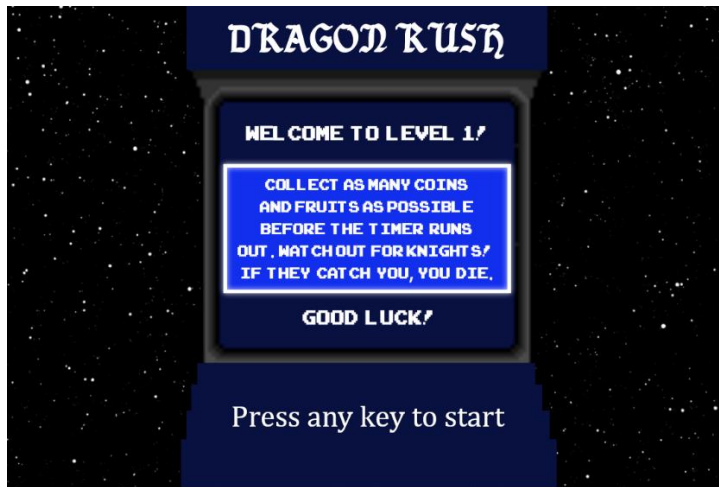 DRAGON RUSH
WELCOME TO LEVEL 1!
COLLECT AS MANY COINS
AND FRUITS AS POSSIBLE
BEFORE THE TIMER RUNS
OUT. WATCH OUT FOR KNIGHTS!
IF THEY CATCH YOU, YOU DIE.
GOOD LUCK!
Press any key to start